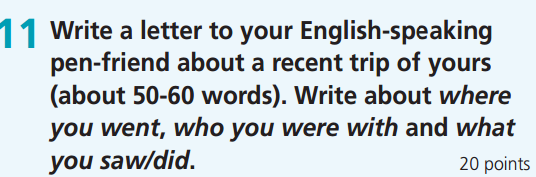 11 Write a letter to your English-speaking
pen-friend about a recent trip of yours
(about 50-60 words). Write about where
you went, who you were with and what
you saw/did.
20 points